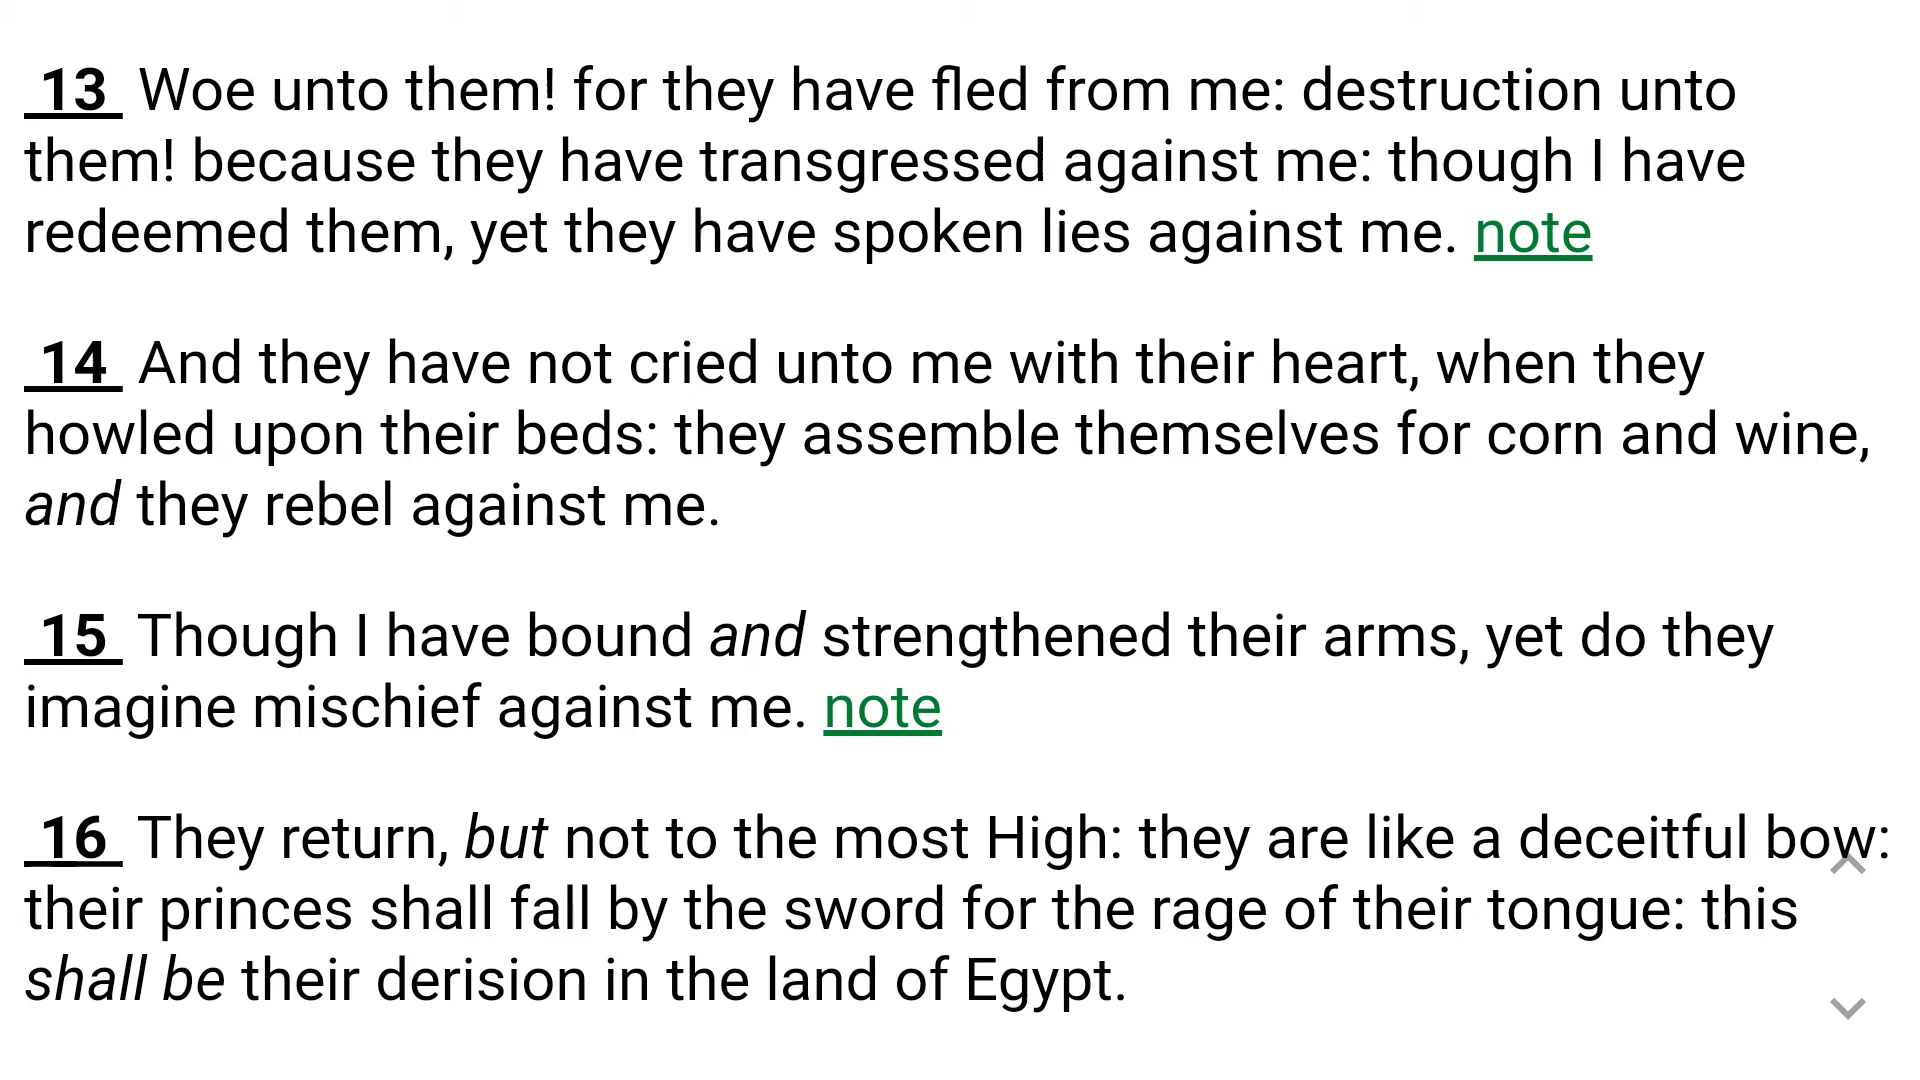 13 Woe unto them! for they have fled from me: destruction unto
them! because they have transgressed against me: though I have
redeemed them, yet they have spoken lies against me. note
14 And they have not cried unto me with their heart, when they
howled upon their beds: they assemble themselves for corn and wine,
and they rebel against me.
15 Though I have bound and strengthened their arms, yet do they
imagine mischief against me. note
16 They return, but not to the most High: they are like a deceitful bow:
their princes shall fall by the sword for the rage of their tongue: this
shall be their derision in the land of Egypt.